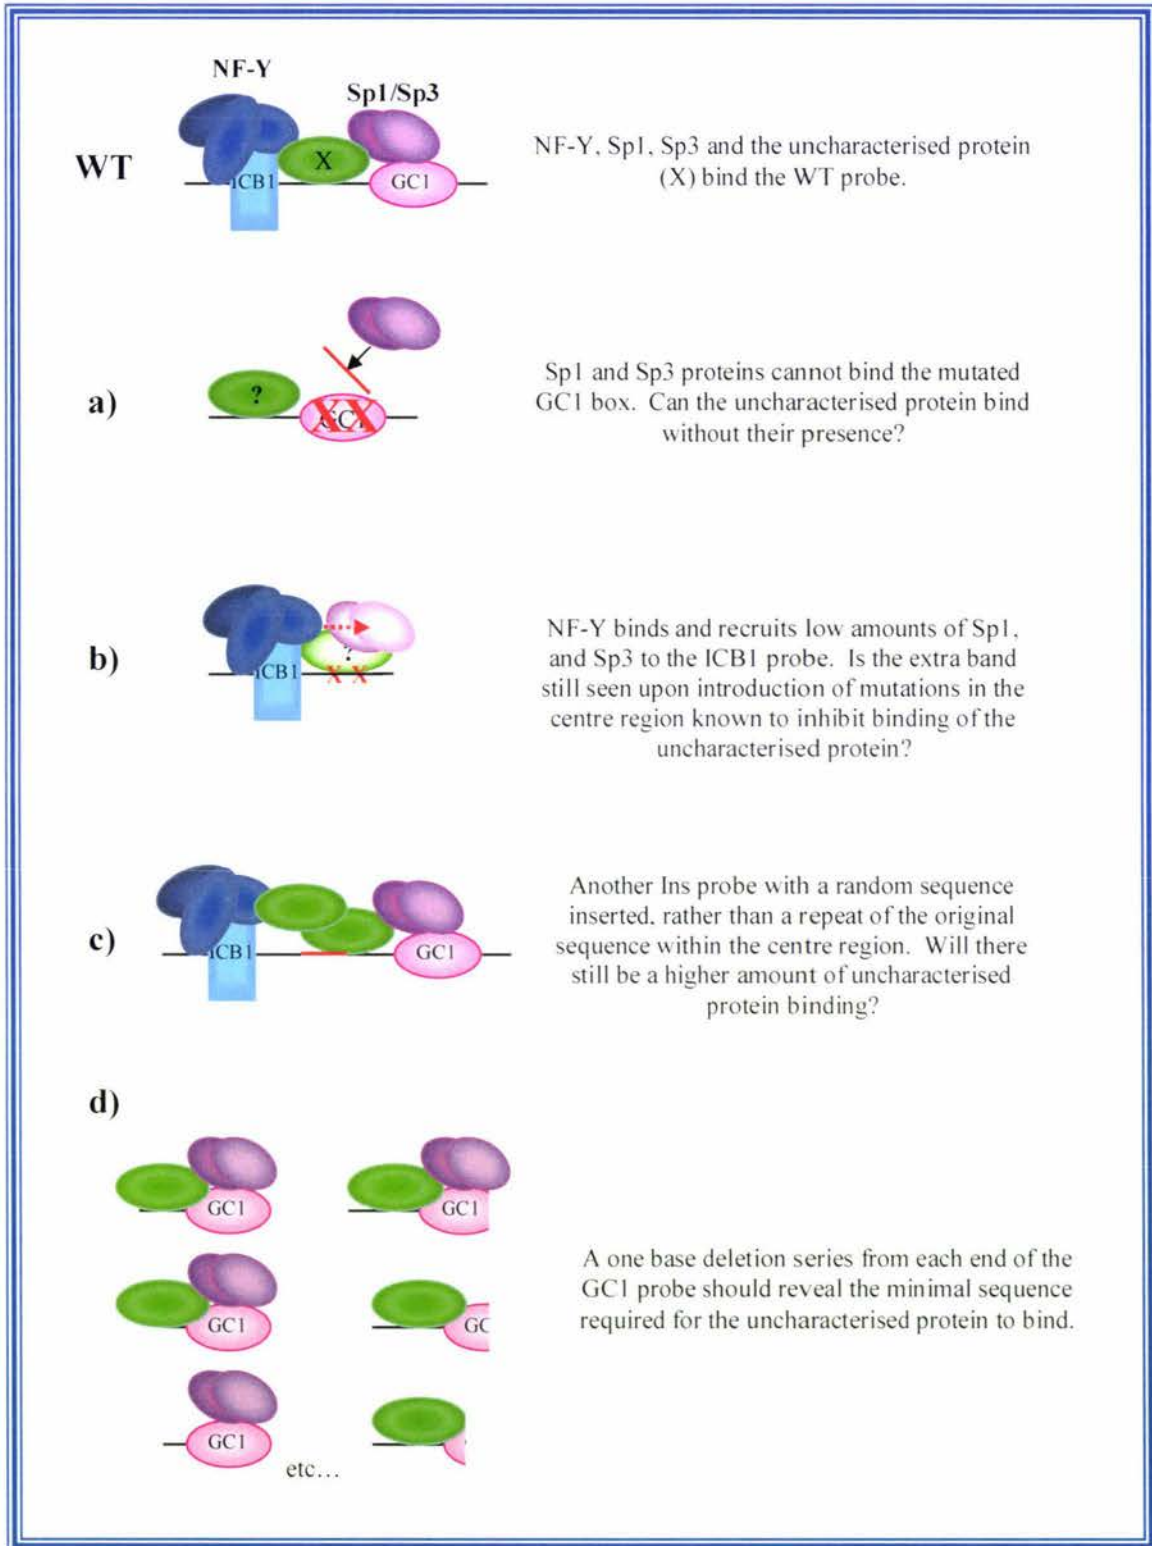 NF-Y
Sp1/Sp3
WT
X
ICB1
GC1
NF-Y, Sp1, Sp3 and the uncharacterised protein
(X) bind the WT probe.
a)
?
GC1
XX
Sp1 and Sp3 proteins cannot bind the mutated
GC1 box. Can the uncharacterised protein bind
without their presence?
b)
?
ICB1
X X
NF-Y binds and recruits low amounts of Sp1,
and Sp3 to the ICB1 probe. Is the extra band
still seen upon introduction of mutations in the
centre region known to inhibit binding of the
uncharacterised protein?
c)
ICB1
GC1
Another Ins probe with a random sequence
inserted, rather than a repeat of the original
sequence within the centre region. Will there
still be a higher amount of uncharacterised
protein binding?
d)
GC1
GC1
GC1
GC
GC1
etc...
A one base deletion series from each end of the
GC1 probe should reveal the minimal sequence
required for the uncharacterised protein to bind.